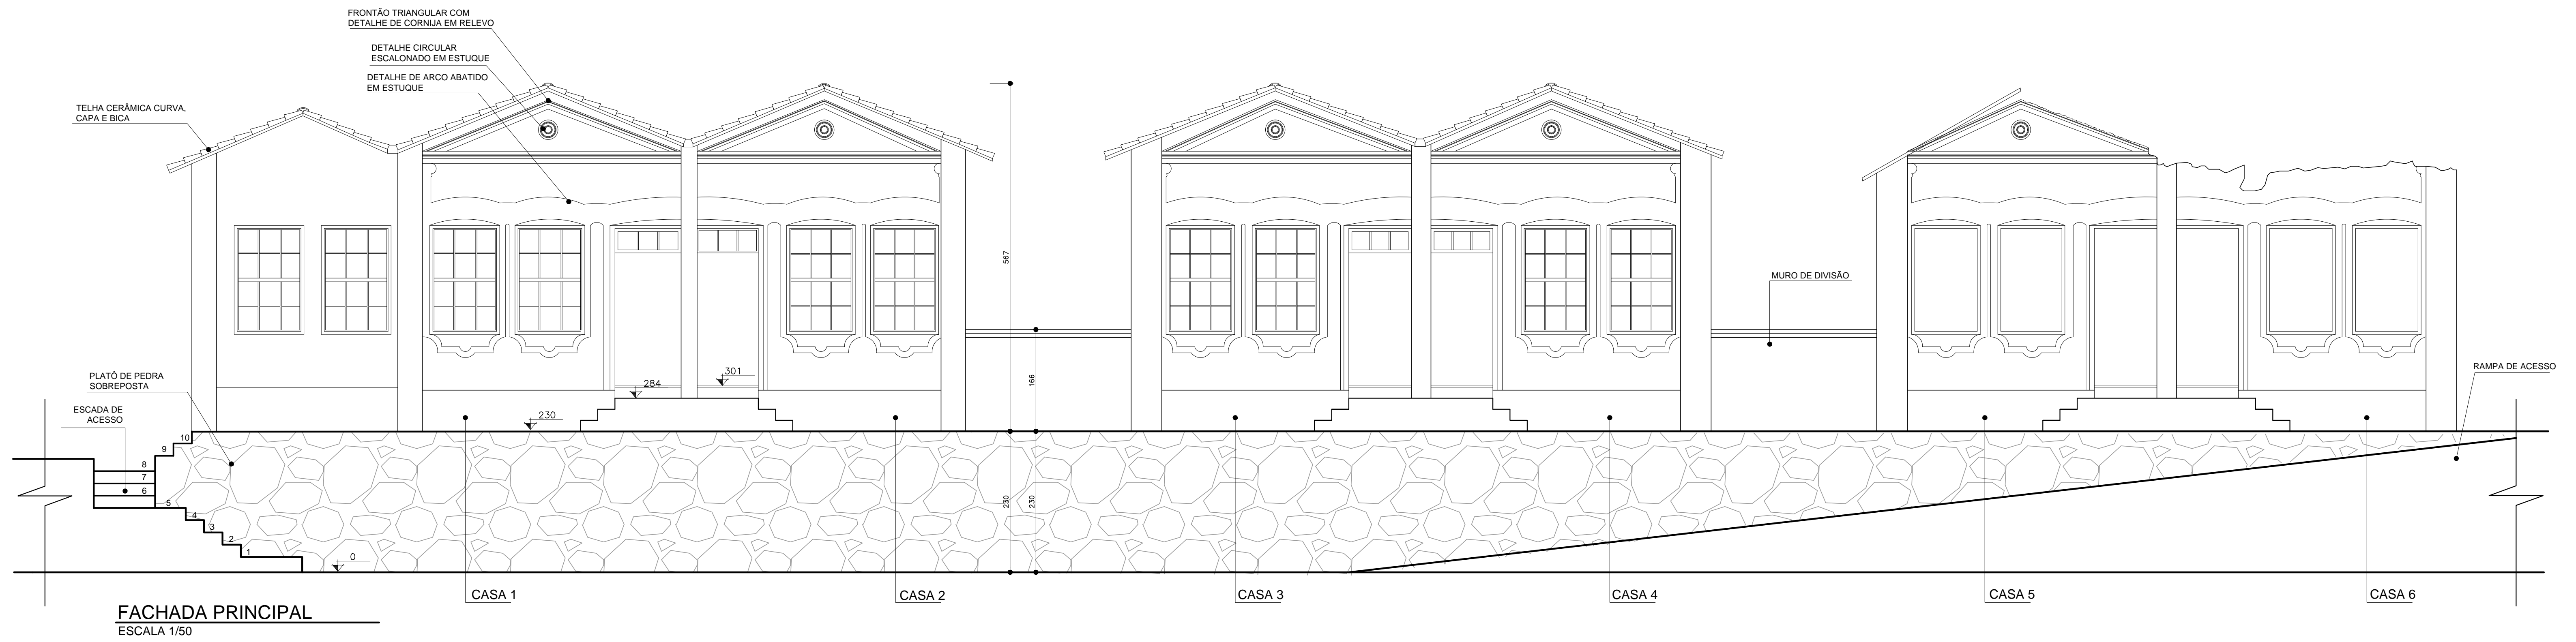 FRONTÃO TRIANGULAR COM
DETALHE DE CORNIJA EM RELEVO
DETALHE CIRCULAR
ESCALONADO EM ESTUQUE
DETALHE DE ARCO ABATIDO
EM ESTUQUE
TELHA CERÂMICA CURVA,
CAPA E BICA
567
MURO DE DIVISÃO
PLATÔ DE PEDRA
SOBREPOSTA
ESCADA DE
ACESSO
284
301
230
166
RAMPA DE ACESSO
10
9
8
7
6
5
4
3
2
1
0
230
230
CASA 1
CASA 2
CASA 3
CASA 4
CASA 5
CASA 6
FACHADA PRINCIPAL
ESCALA 1/50